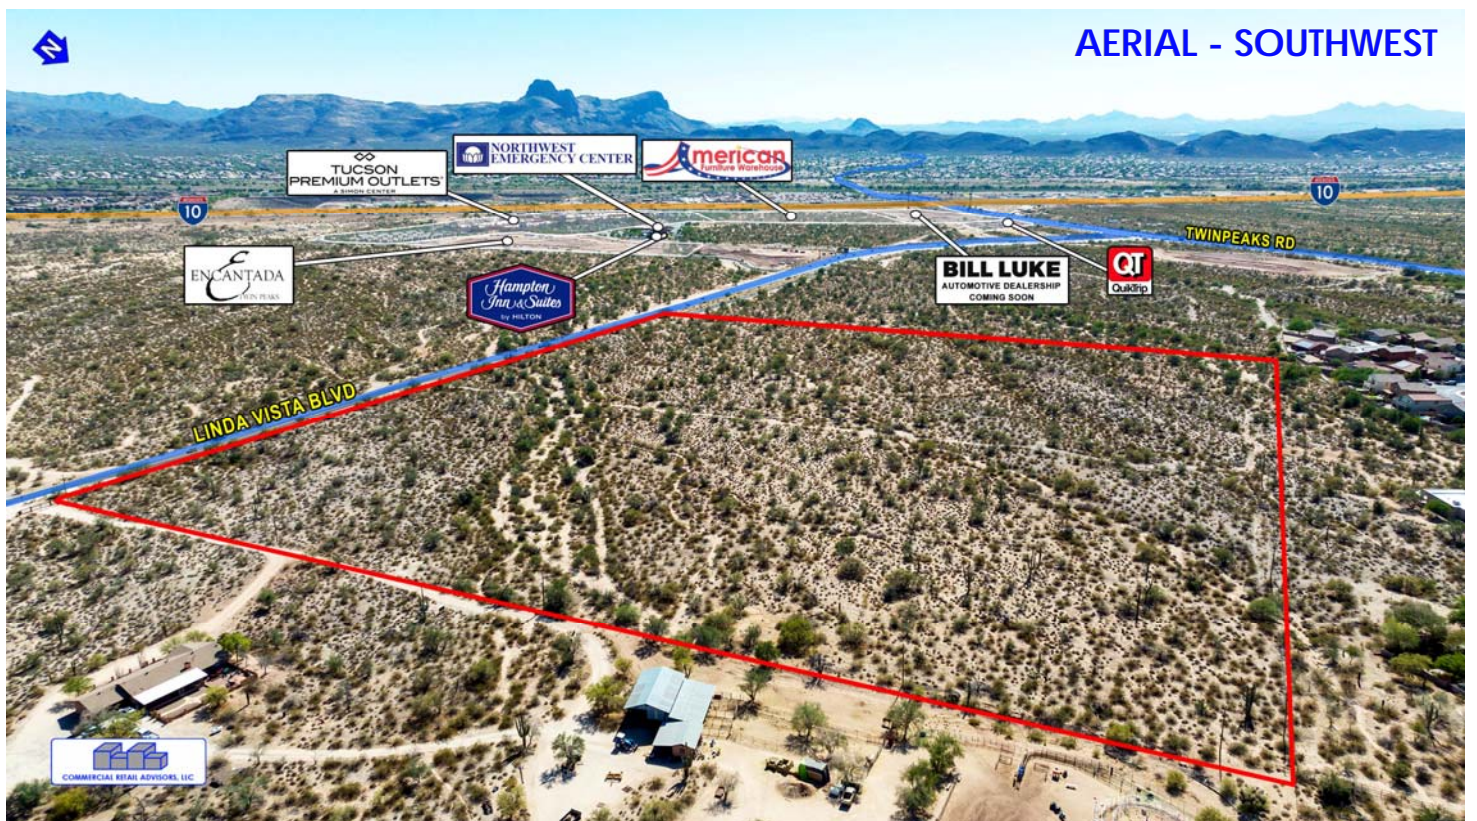 N
AERIAL - SOUTHWEST
TUCSON
PREMIUM OUTLETS
A SIMON CENTER
NORTHWEST
EMERGENCY CENTER
American
Furniture Warehouse
INTERSTATE
10
INTERSTATE
10
ENCANTADA
TWIN PEAKS
Hampton
Inn & Suites
by HILTON
BILL LUKE
AUTOMOTIVE DEALERSHIP
COMING SOON
QT
QuikTrip
TWINPEAKS RD
LINDA VISTA BLVD
COMMERCIAL RETAIL ADVISORS, LLC